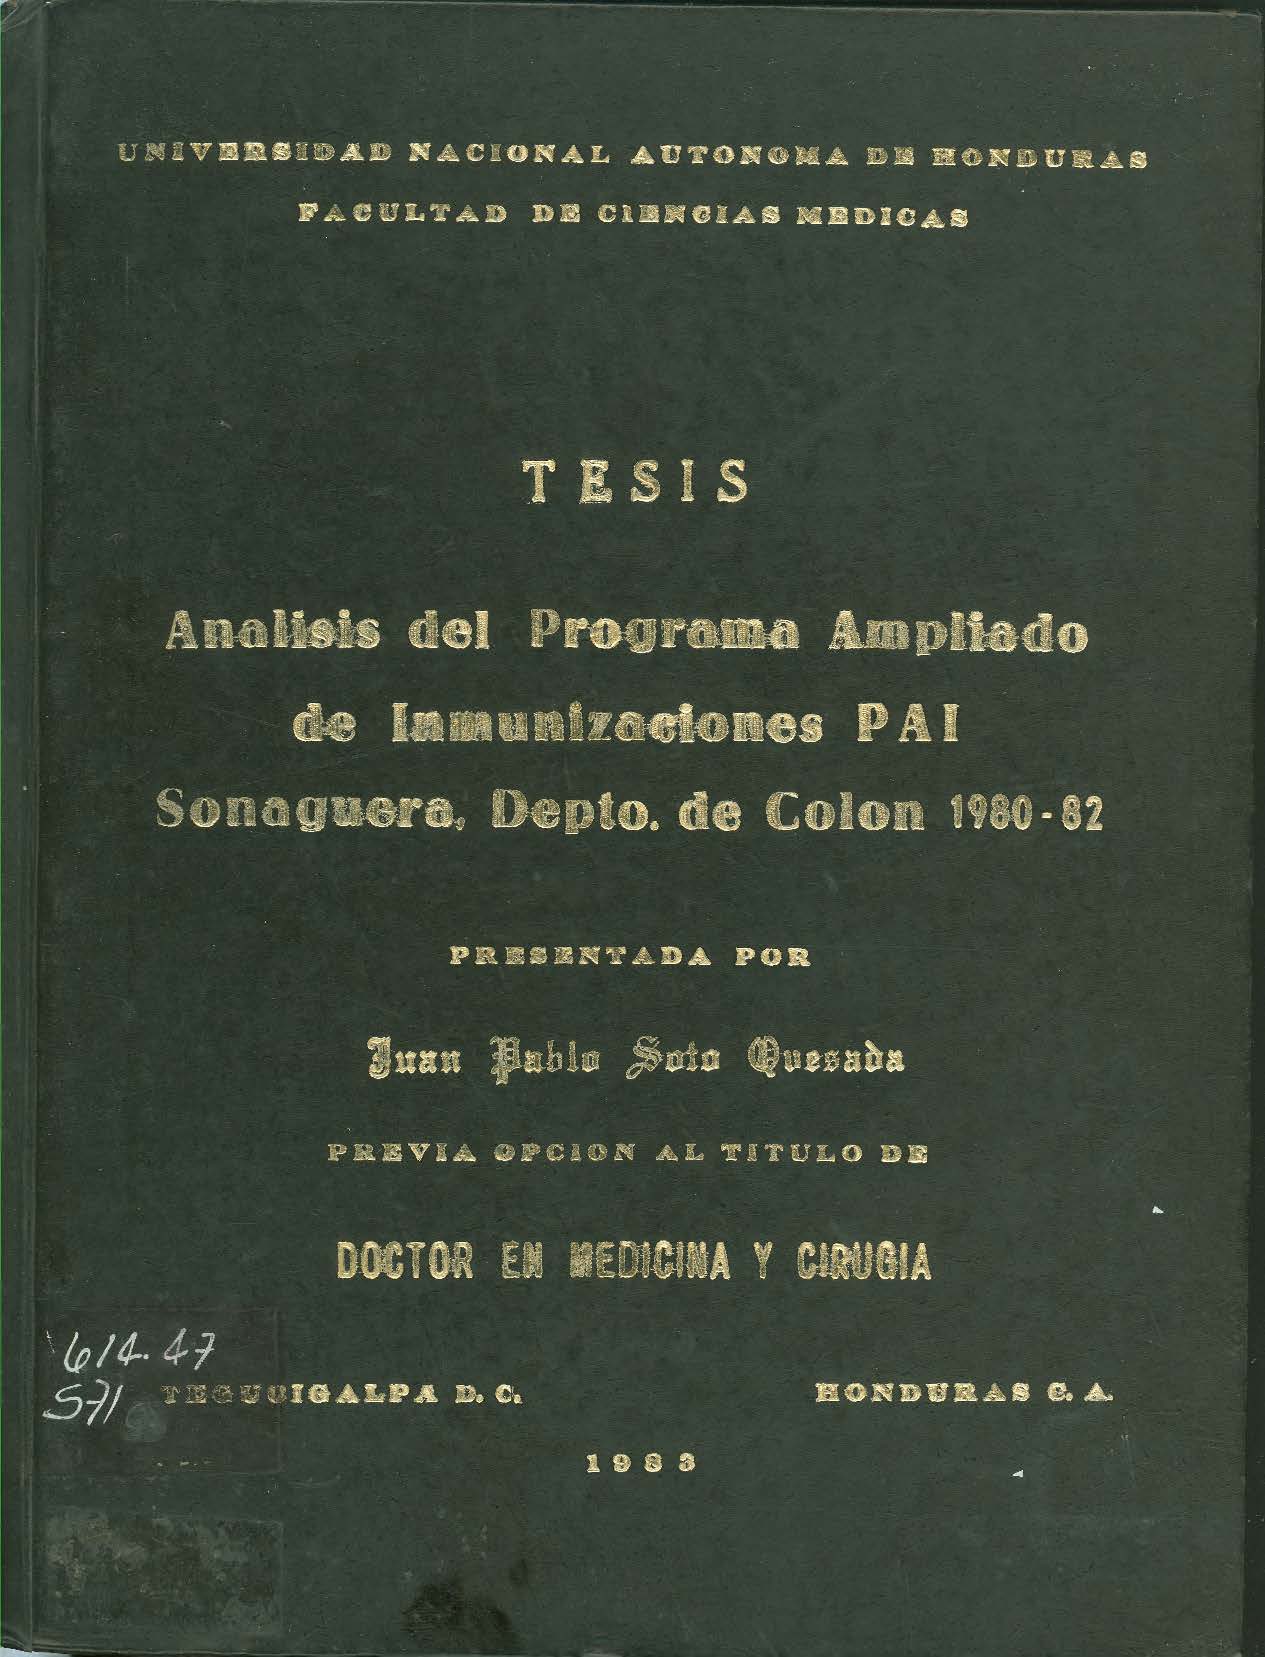 UNIVERSIDAD NACIONAL AUTONOMA DE HONDURAS
FACULTAD DE CIENCIAS MEDICAS
TESIS
Analisis del Programa Ampliado
de Inmunizaciones PAI
Sonaguera, Depto. de Colon 1980-82
PRESENTADA POR
Juan Pablo Soto Quesada
PREVIA OPCION AL TITULO DE
DOCTOR EN MEDICINA Y CIRUGIA
614.47
S71
TEGUCIGALPA D. C. HONDURAS C. A.
1983